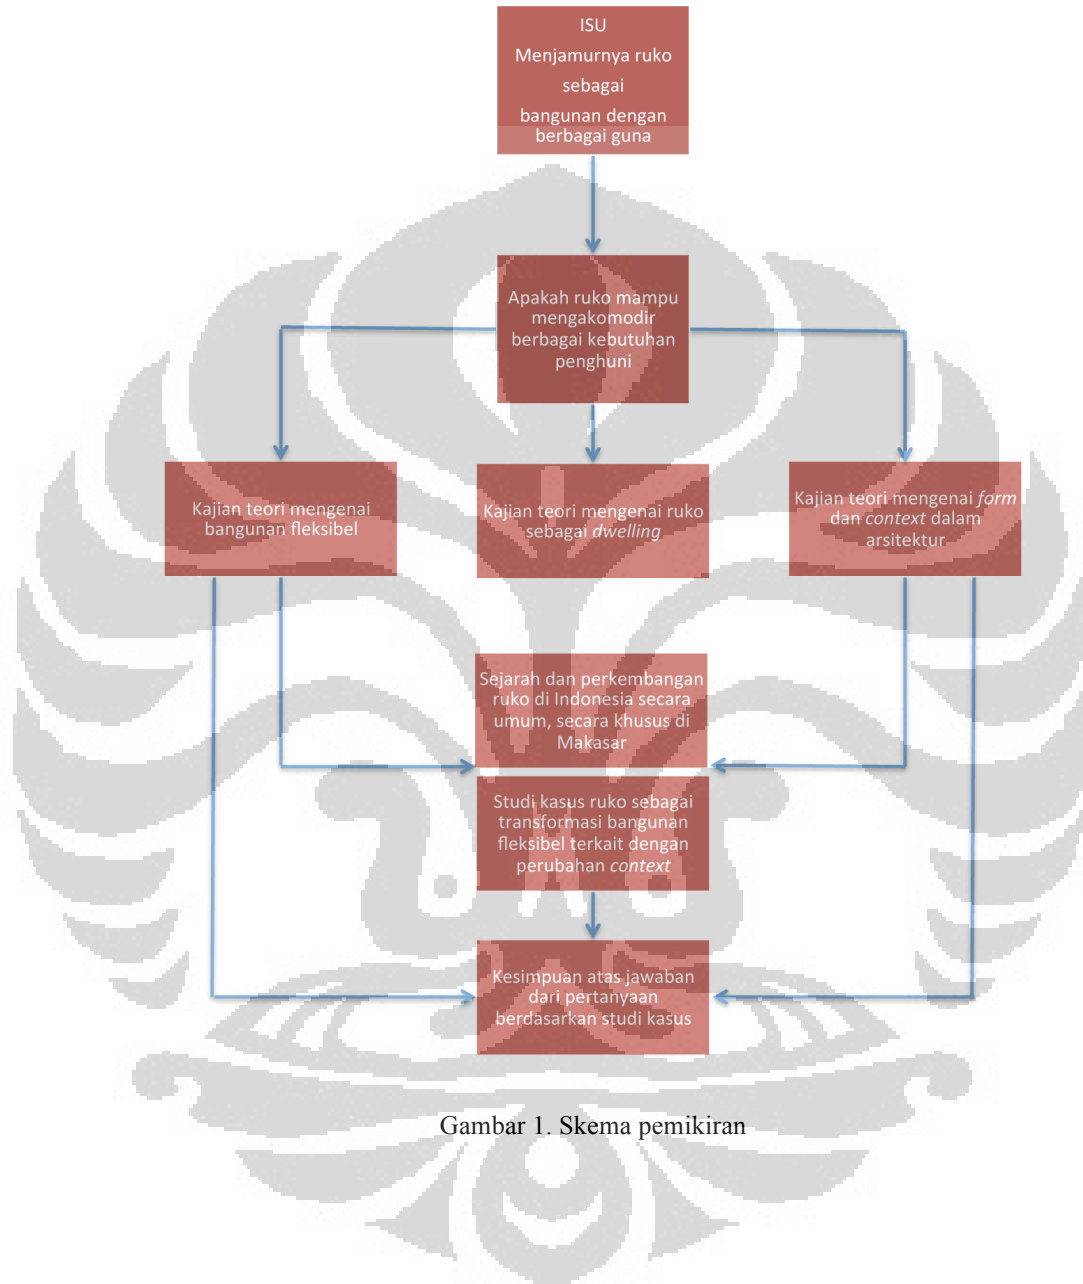 ISU
Menjamurnya ruko
sebagai
bangunan dengan
berbagai guna
Apakah ruko mampu
mengakomodir
berbagai kebutuhan
penghuni
Kajian teori mengenai
bangunan fleksibel
Kajian teori mengenai ruko
sebagai dwelling
Kajian teori mengenai form
dan context dalam
arsitektur
Sejarah dan perkembangan
ruko di Indonesia secara
umum, secara khusus di
Makasar
Studi kasus ruko sebagai
transformasi bangunan
fleksibel terkait dengan
perubahan context
Kesimpuan atas jawaban
dari pertanyaan
berdasarkan studi kasus
Gambar 1. Skema pemikiran